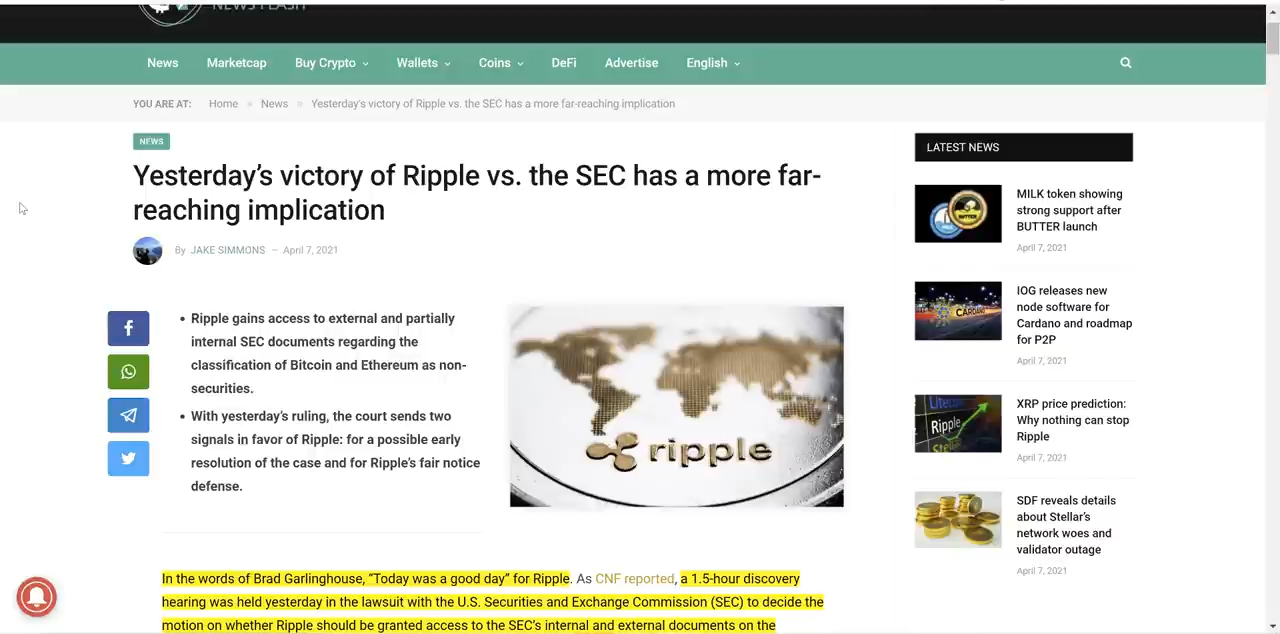 NEWS FLASH
News Marketcap Buy Crypto Wallets Coins DeFi Advertise English
YOU ARE AT: Home » News » Yesterday's victory of Ripple vs. the SEC has a more far-reaching implication
NEWS
Yesterday's victory of Ripple vs. the SEC has a more far-
reaching implication
By JAKE SIMMONS – April 7, 2021
• Ripple gains access to external and partially
internal SEC documents regarding the
classification of Bitcoin and Ethereum as non-
securities.
• With yesterday's ruling, the court sends two
signals in favor of Ripple: for a possible early
resolution of the case and for Ripple's fair notice
defense.
ripple
In the words of Brad Garlinghouse, “Today was a good day” for Ripple. As CNF reported, a 1.5-hour discovery
hearing was held yesterday in the lawsuit with the U.S. Securities and Exchange Commission (SEC) to decide the
motion on whether Ripple should be granted access to the SEC's internal and external documents on the
LATEST NEWS
MILK token showing
strong support after
BUTTER launch
April 7, 2021
BUTTER
IOG releases new
node software for
Cardano and roadmap
for P2P
April 7, 2021
CARDANO
XRP price prediction:
Why nothing can stop
Ripple
April 7, 2021
Ripple
SDF reveals details
about Stellar's
network woes and
validator outage
April 7, 2021